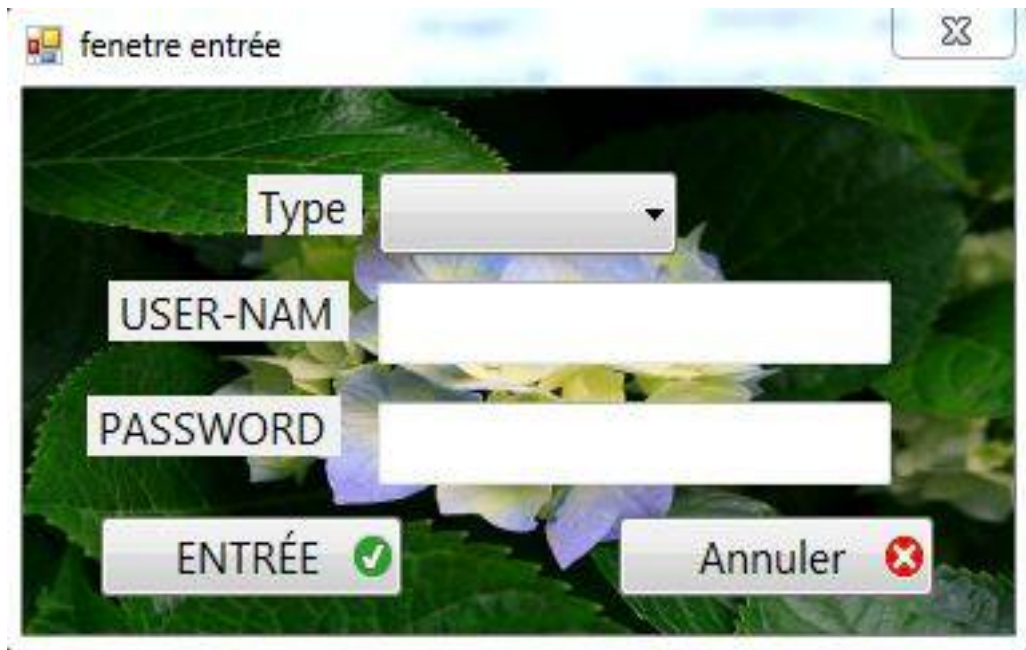 fenetre entrée
Type
USER-NAM
PASSWORD
ENTRÉE Annuler